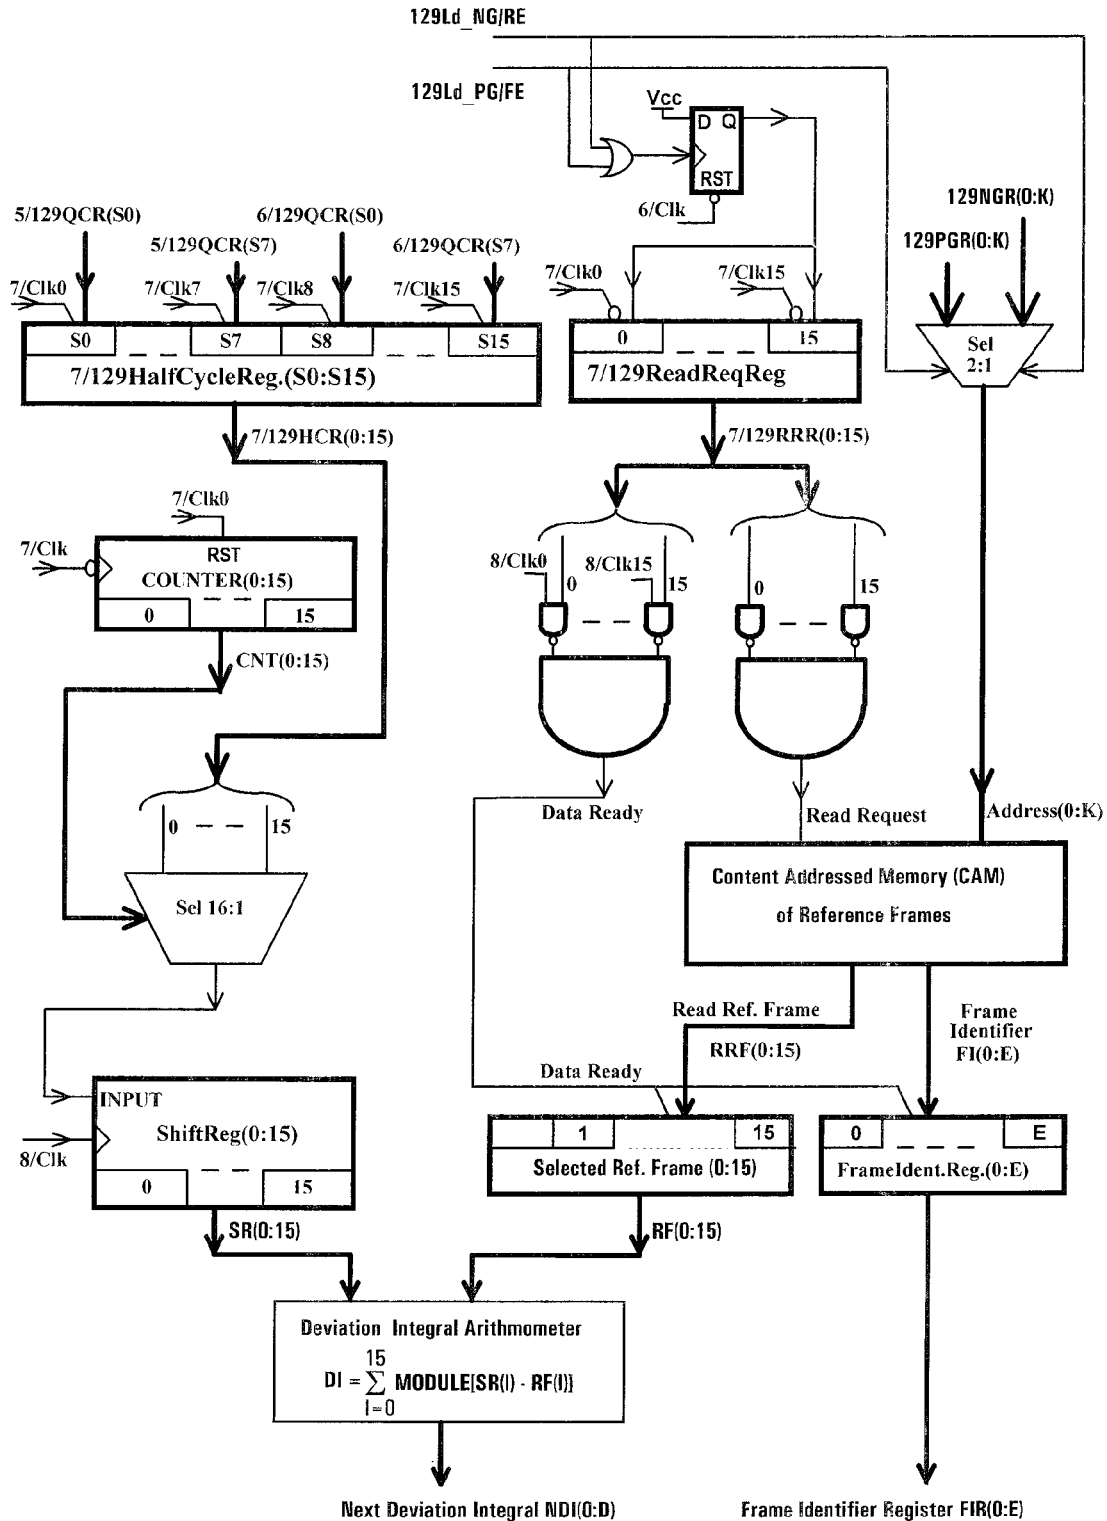 129Ld_NG/RE
129Ld_PG/FE
Vcc
D Q
RST
6/Clk
5/129QCR(S0)
6/129QCR(S0)
5/129QCR(S7)
6/129QCR(S7)
129NGR(0:K)
129PGR(0:K)
7/Clk0
7/Clk7
7/Clk8
7/Clk15
7/Clk0
7/Clk15
S0
S7
S8
S15
7/129HalfCycleReg.(S0:S15)
0
15
7/129ReadReqReg
Sel
2:1
7/129HCR(0:15)
7/129RRR(0:15)
7/Clk0
7/Clk
RST
COUNTER(0:15)
0
15
CNT(0:15)
8/Clk0
0
8/Clk15
15
0
15
Data Ready
Read Request
Address(0:K)
0
15
Sel 16:1
Content Addressed Memory (CAM)
of Reference Frames
Read Ref. Frame
RRF(0:15)
Frame
Identifier
FI(0:E)
Data Ready
INPUT
ShiftReg(0:15)
8/Clk
0
15
1
15
Selected Ref. Frame (0:15)
0
E
FrameIdent.Reg.(0:E)
SR(0:15)
RF(0:15)
Deviation Integral Arithmometer
15
DI = ∑ MODULE[SR(I) - RF(I)]
I=0
Next Deviation Integral NDI(0:D)
Frame Identifier Register FIR(0:E)